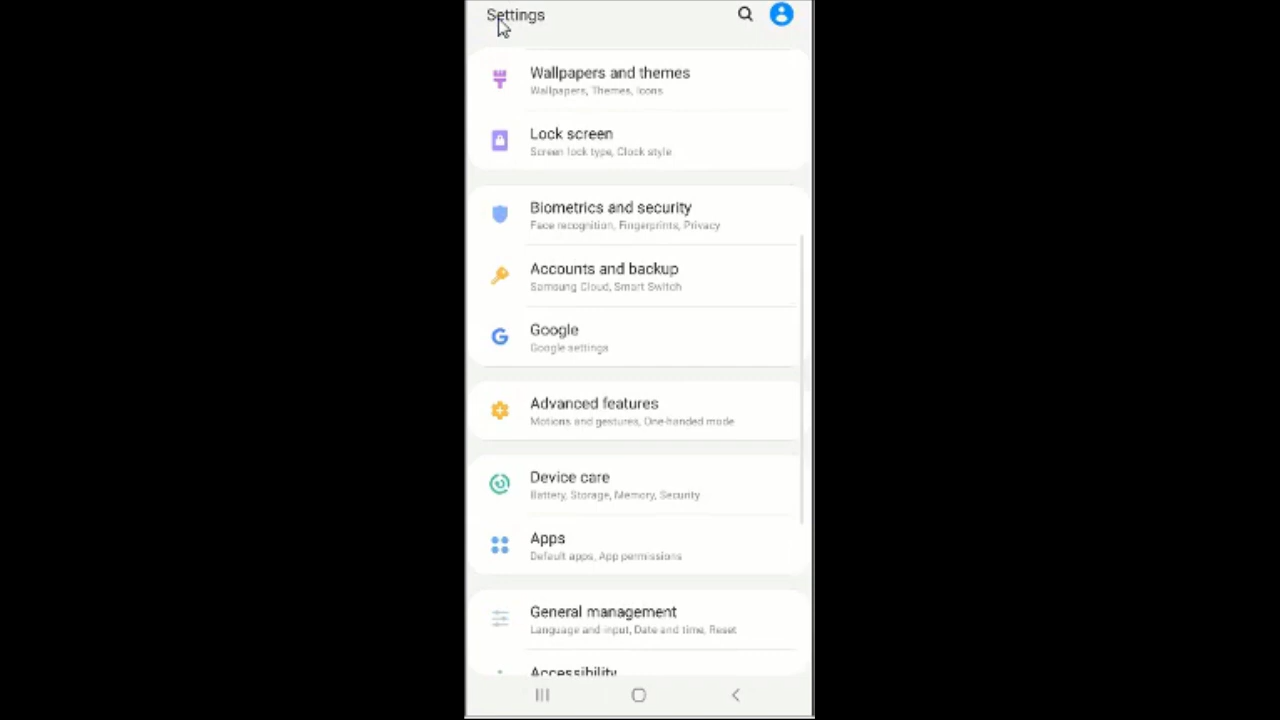 Settings
Wallpapers and themes
Wallpapers, Themes, Icons
Lock screen
Screen lock type, Clock style
Biometrics and security
Face recognition, Fingerprints, Privacy
Accounts and backup
Samsung Cloud, Smart Switch
Google
Google settings
Advanced features
Motions and gestures, One-handed mode
Device care
Battery, Storage, Memory, Security
Apps
Default apps, App permissions
General management
Language and input, Date and time, Reset
Accessibility